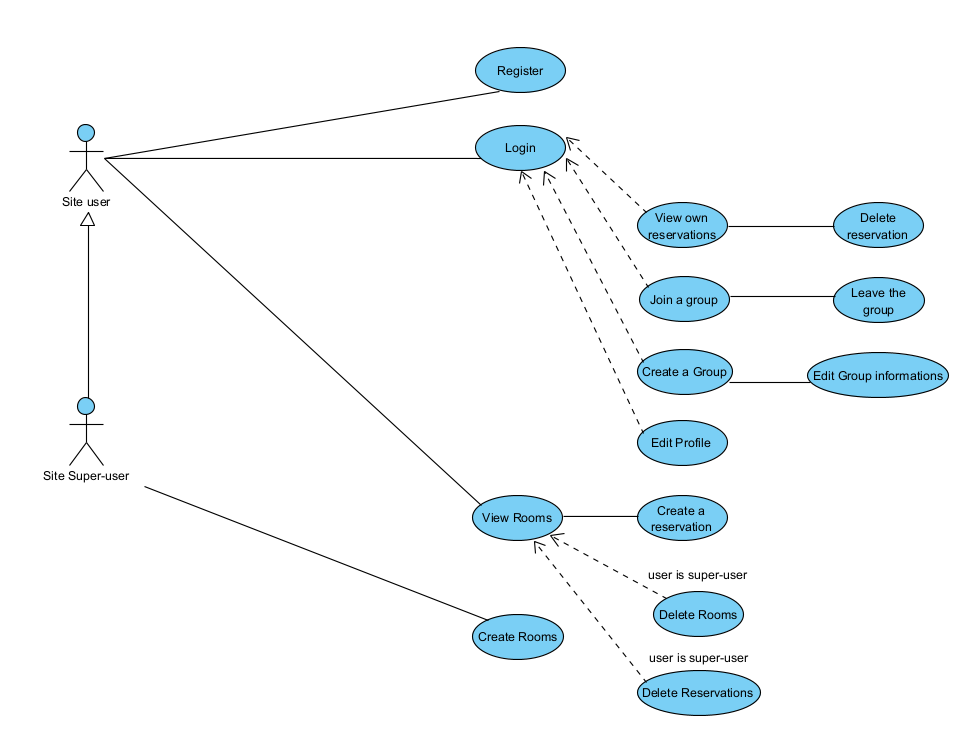 Register
Login
Site user
View own
reservations
Delete
reservation
Join a group
Leave the
group
Create a Group
Edit Group informations
Edit Profile
Site Super-user
View Rooms
Create a
reservation
user is super-user
Delete Rooms
Create Rooms
user is super-user
Delete Reservations